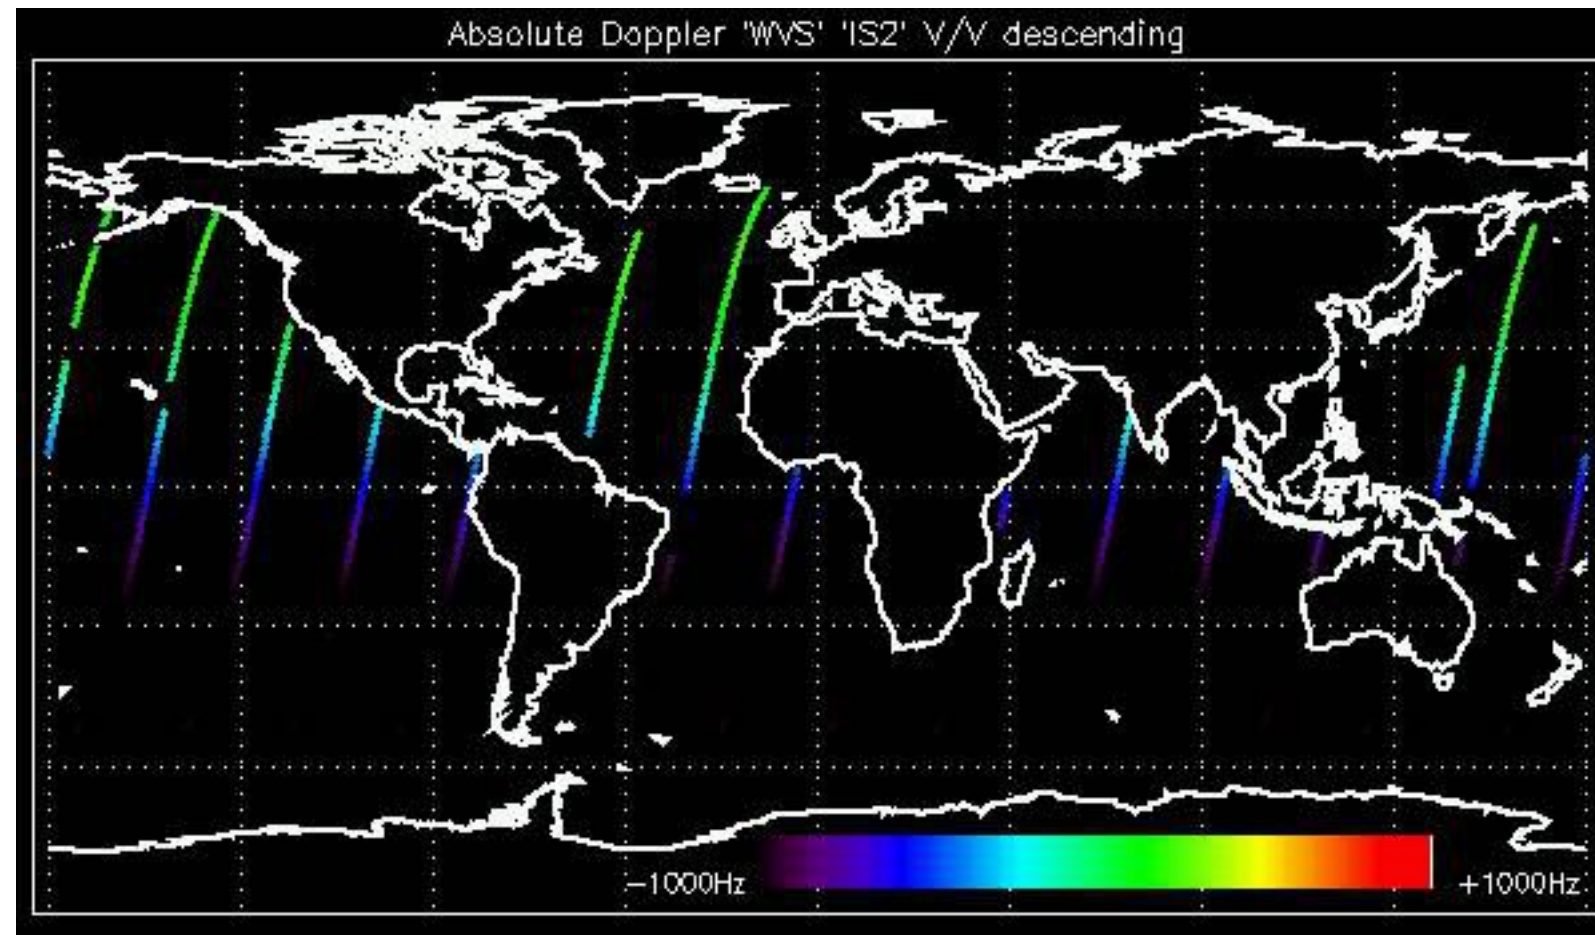 Absolute Doppler 'WVS' 'IS2' V/V descending
−1000Hz
+1000Hz